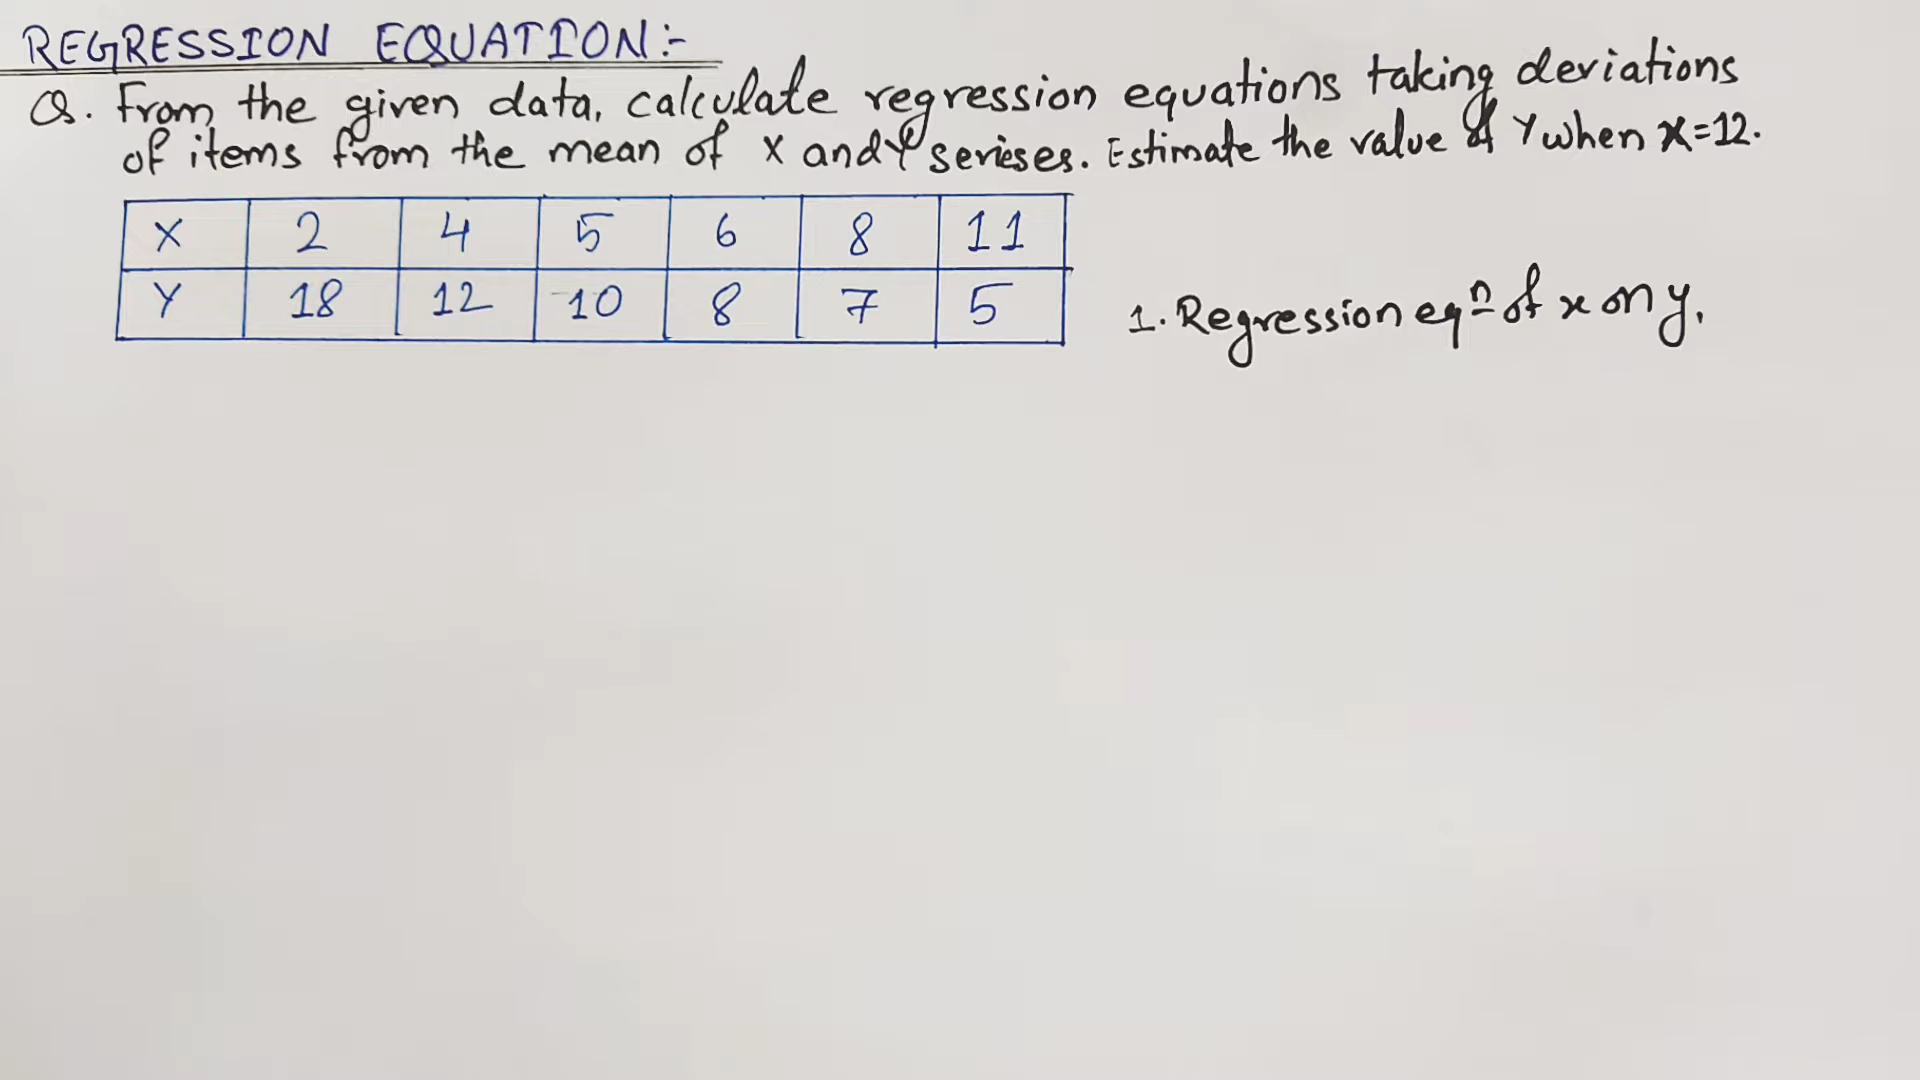 REGRESSION EQUATION:-
Q. From the given data, calculate regression equations taking deviations
of items from the mean of X and Y serieses. Estimate the value of Y when x=12.
X 2 4 5 6 8 11
Y 18 12 10 8 7 5
1. Regression eqn of x on y.